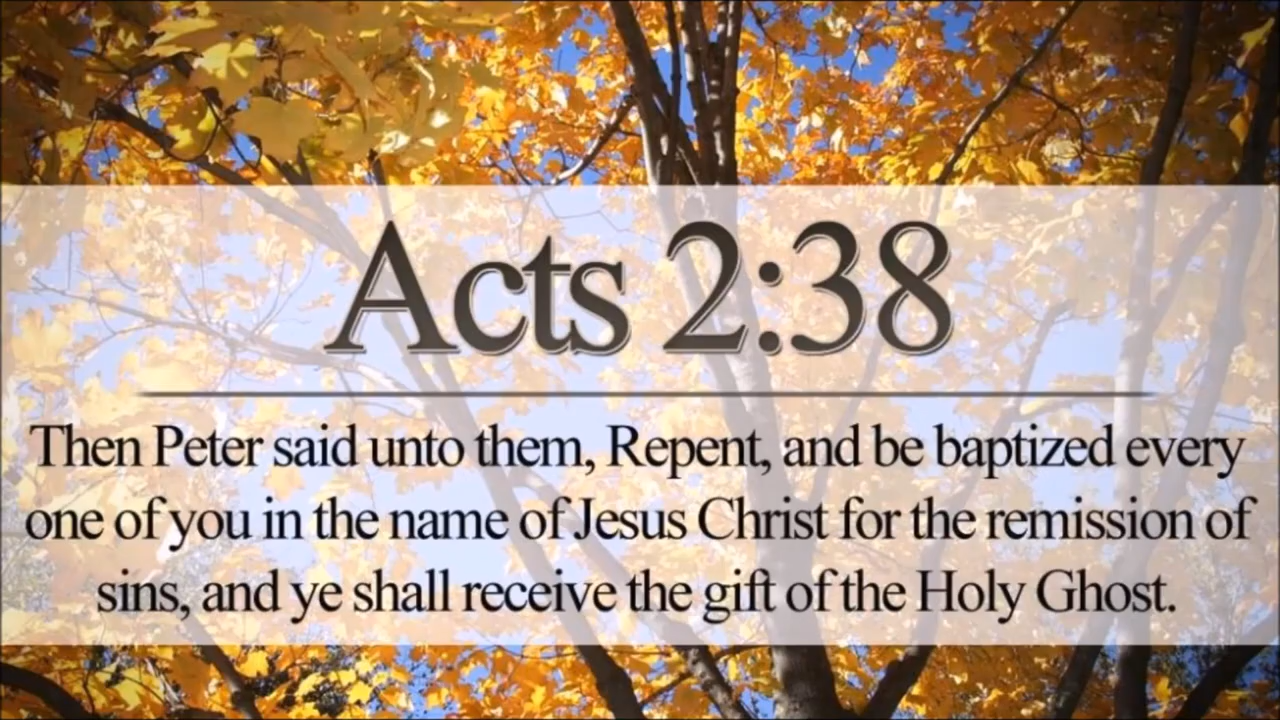 Acts 2:38
Then Peter said unto them, Repent, and be baptized every
one of you in the name of Jesus Christ for the remission of
sins, and ye shall receive the gift of the Holy Ghost.